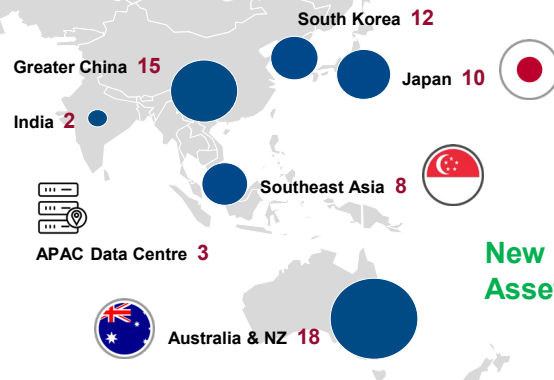 South Korea 12
Greater China 15
Japan 10
India 2
Southeast Asia 8
APAC Data Centre 3
New
Asse
Australia & NZ 18